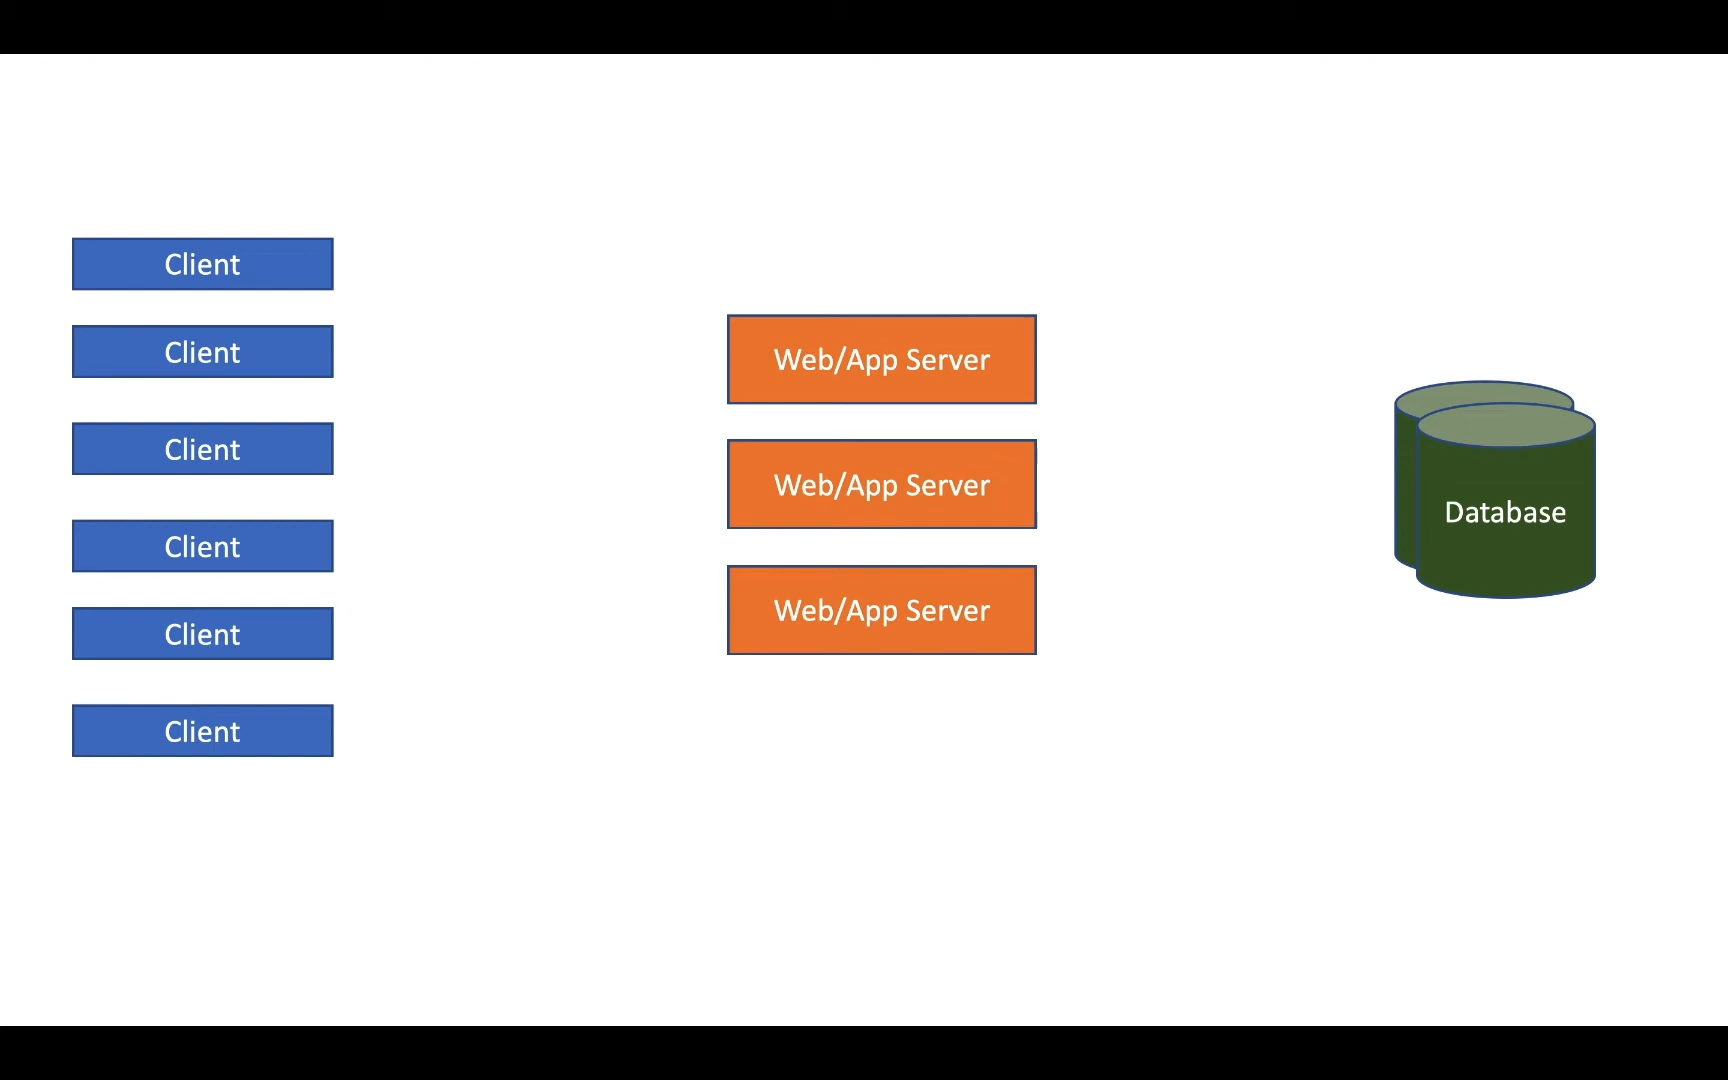 Client
Client
Client
Client
Client
Client
Web/App Server
Web/App Server
Web/App Server
Database